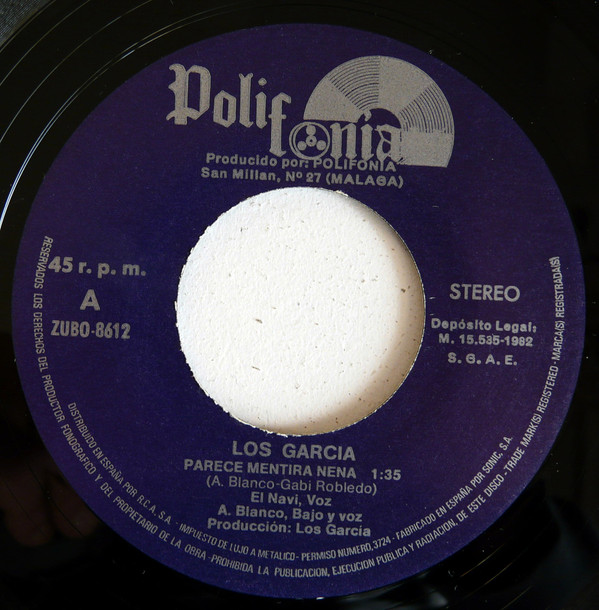 Polifonia
Producido por: POLIFONIA
San Millan, Nº 27 (MALAGA)
45 r. p. m.
A
ZUBO-8612
STEREO
Depósito Legal:
M. 15.535-1982
S. G. A. E.
LOS GARCIA
PARECE MENTIRA NENA 1:35
(A. Blanco-Gabi Robledo)
El Navi, Voz
A. Blanco, Bajo y voz
Producción: Los García
RESERVADOS LOS DERECHOS DEL PRODUCTOR FONOGRAFICO Y DEL PROPIETARIO DE LA OBRA - PROHIBIDA LA PUBLICACION, EJECUCION PUBLICA Y RADIACION, DE ESTE DISCO - TRADE MARK(S) REGISTERED - MARCA(S) REGISTRADA(S)
DISTRIBUIDO EN ESPAÑA POR R.C.A. S.A. - IMPUESTO DE LUJO A METALICO - PERMISO NUMERO, 3724 - FABRICADO EN ESPAÑA POR SONIC, S.A.